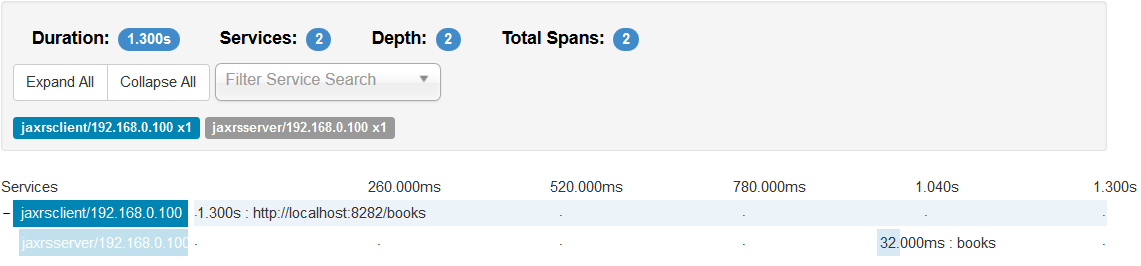 Duration: 1.300s Services: 2 Depth: 2 Total Spans: 2
Expand All Collapse All Filter Service Search
jaxrsclient/192.168.0.100 x1 jaxrsserver/192.168.0.100 x1
Services 260.000ms 520.000ms 780.000ms 1.040s 1.300s
- jaxrsclient/192.168.0.100 1.300s : http://localhost:8282/books
jaxrsserver/192.168.0.100 32.000ms : books